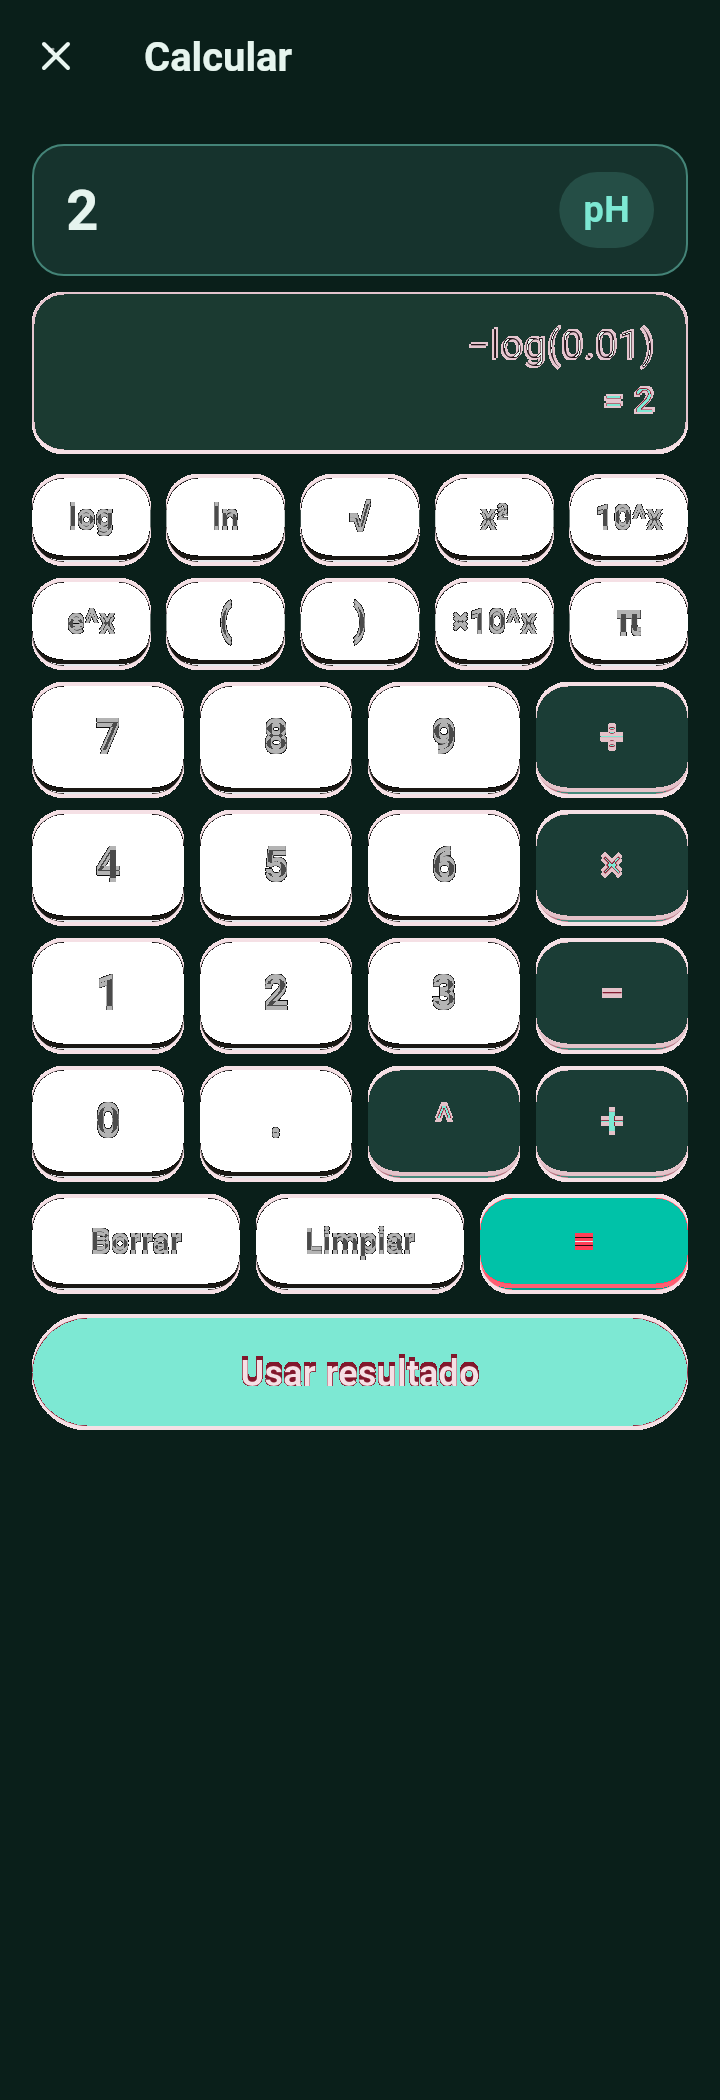 Calcular
2 pH
−log(0.01)
= 2
log ln √ x² 10^x
e^x ( ) ×10^x π
7 8 9 ÷
4 5 6 ×
1 2 3 −
0 . ^ +
Borrar Limpiar =
Usar resultado